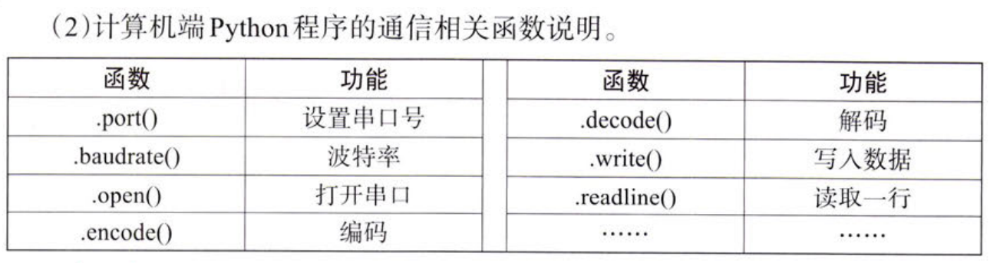 （2）计算机端Python程序的通信相关函数说明。
函数 功能 函数 功能
.port() 设置串口号 .decode() 解码
.baudrate() 波特率 .write() 写入数据
.open() 打开串口 .readline() 读取一行
.encode() 编码 …… ……